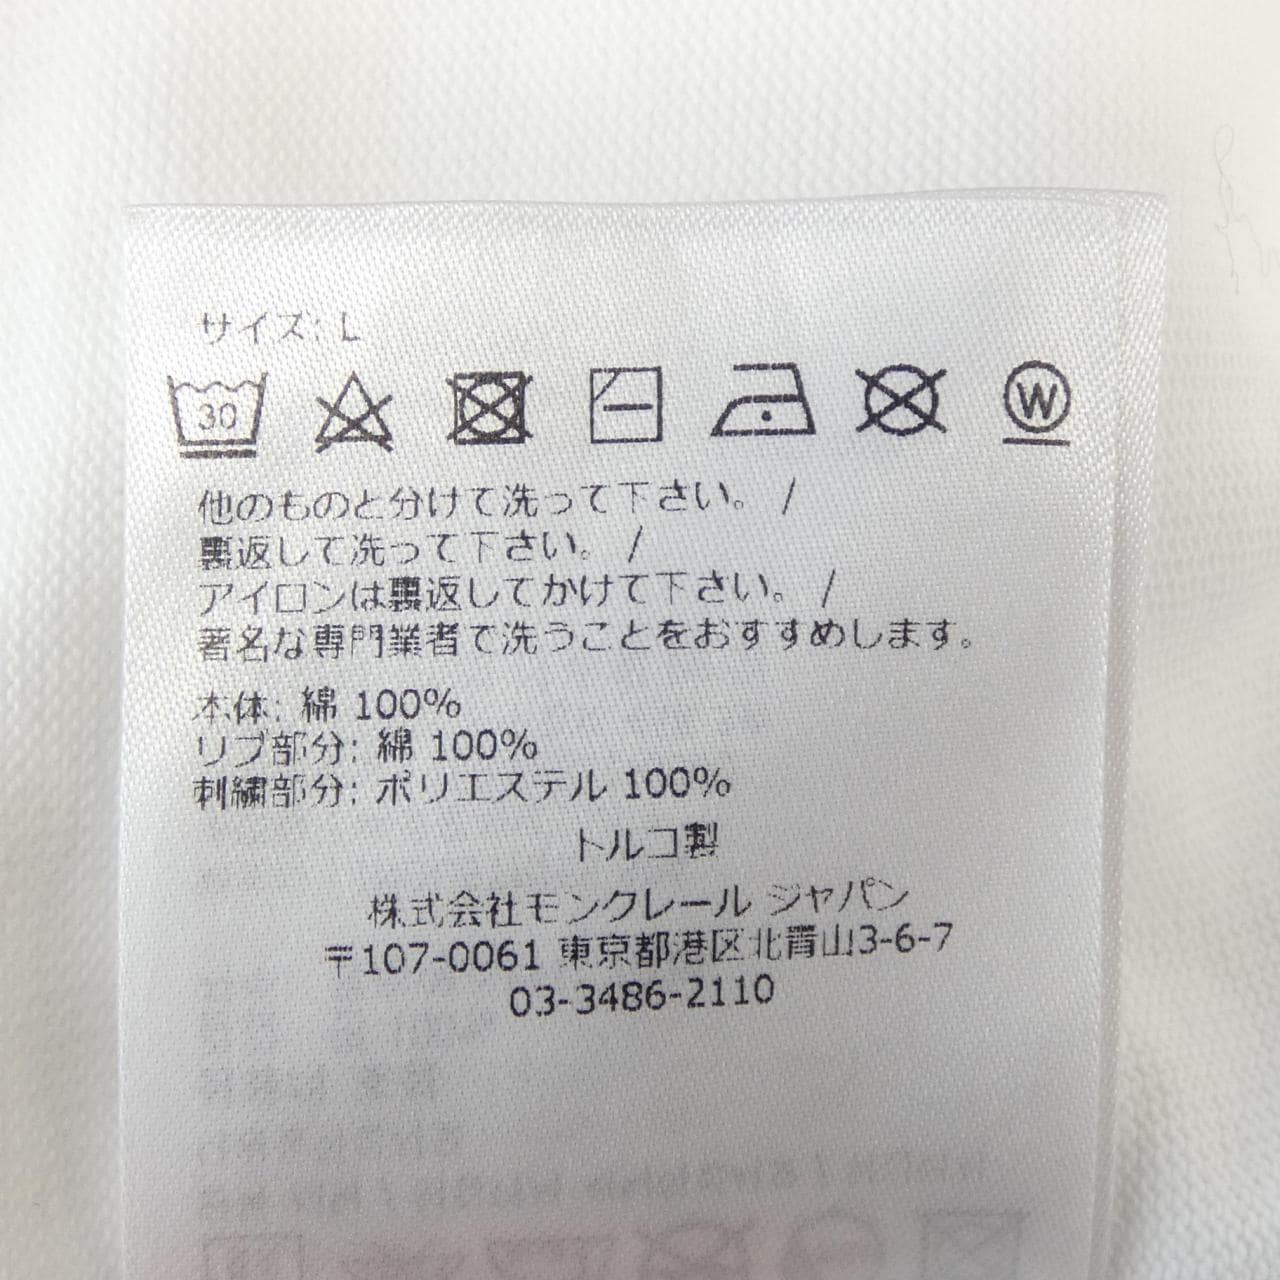 サイズ: L
30
W
他のものと分けて洗って下さい。 /
裏返して洗って下さい。 /
アイロンは裏返してかけて下さい。 /
著名な専門業者で洗うことをおすすめします。
本体: 綿 100%
リブ部分: 綿 100%
刺繍部分: ポリエステル 100%
トルコ製
株式会社モンクレール ジャパン
〒107-0061 東京都港区北青山3-6-7
03-3486-2110